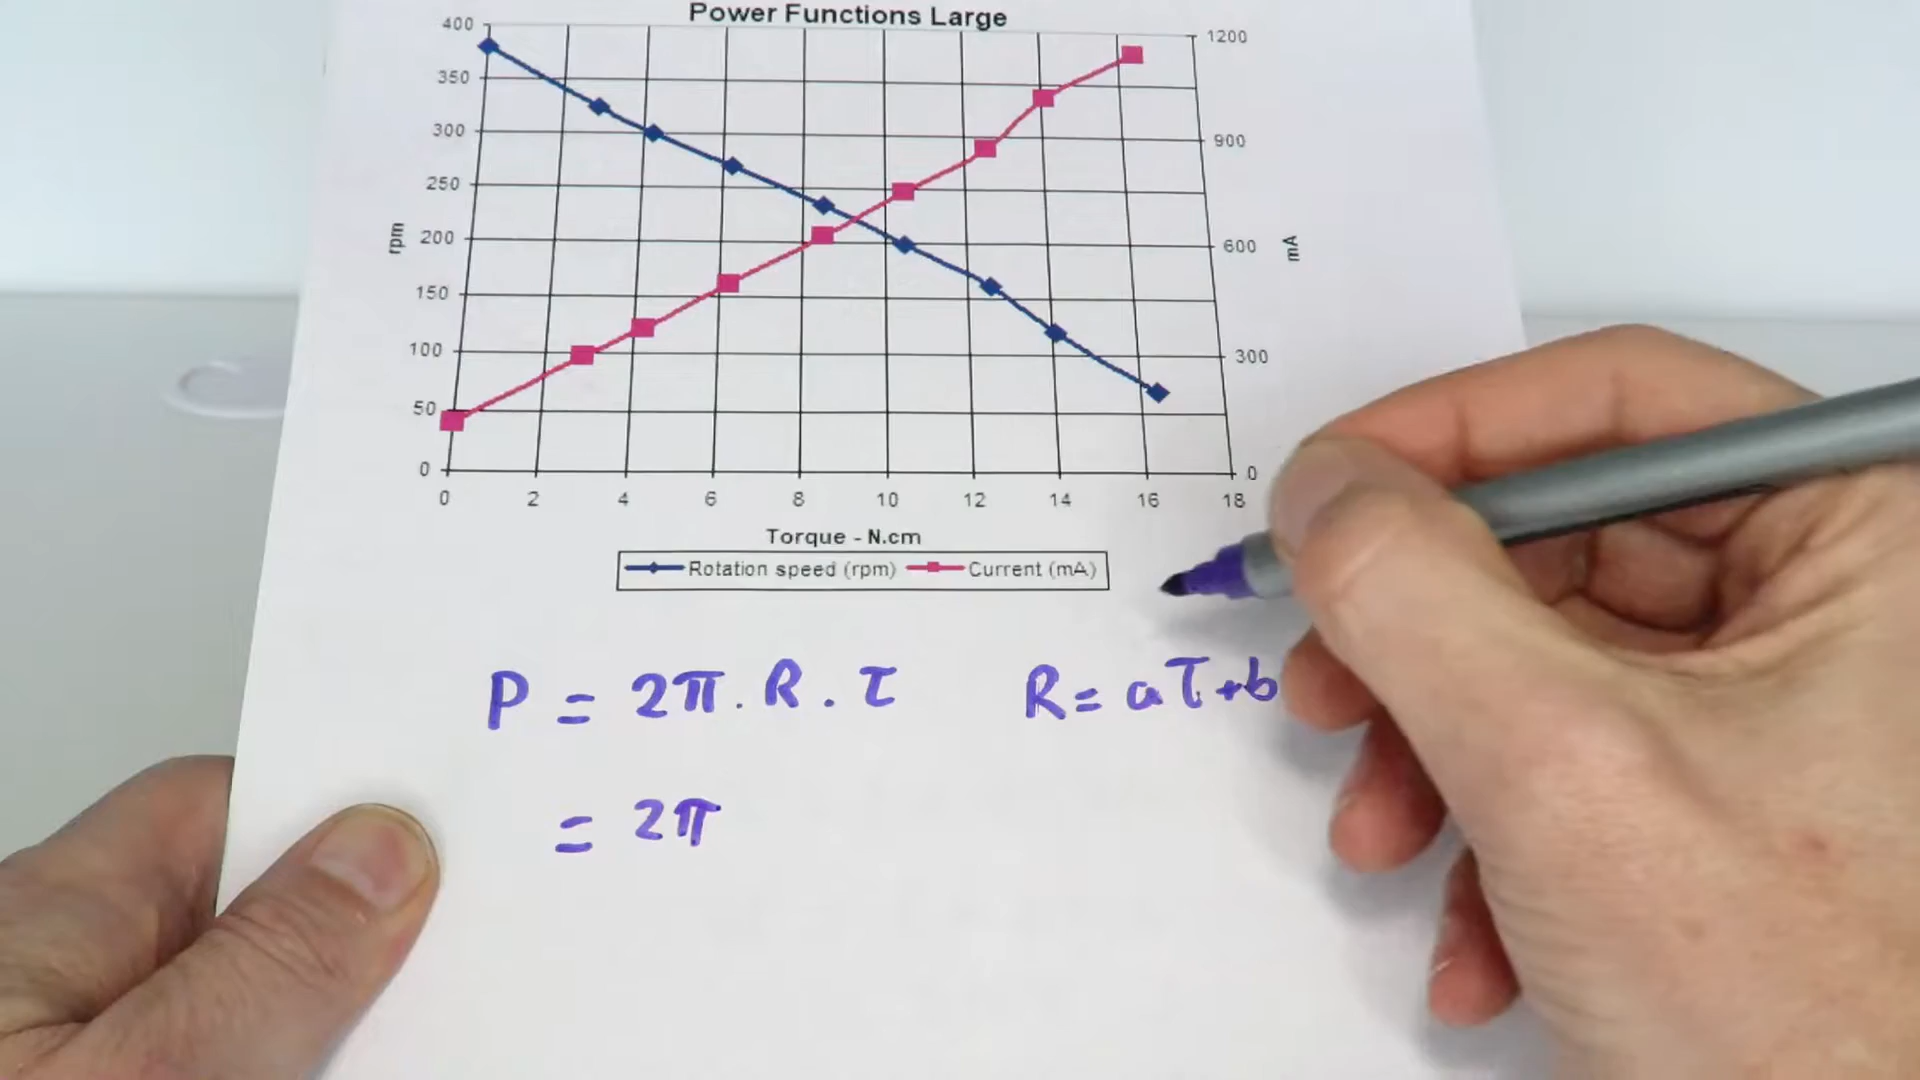 Power Functions Large
400
350
300
250
200
150
100
50
0
rpm
1200
900
600
300
0
mA
0 2 4 6 8 10 12 14 16 18
Torque - N.cm
Rotation speed (rpm) Current (mA)
P = 2π . R . τ R = aτ+b
= 2π